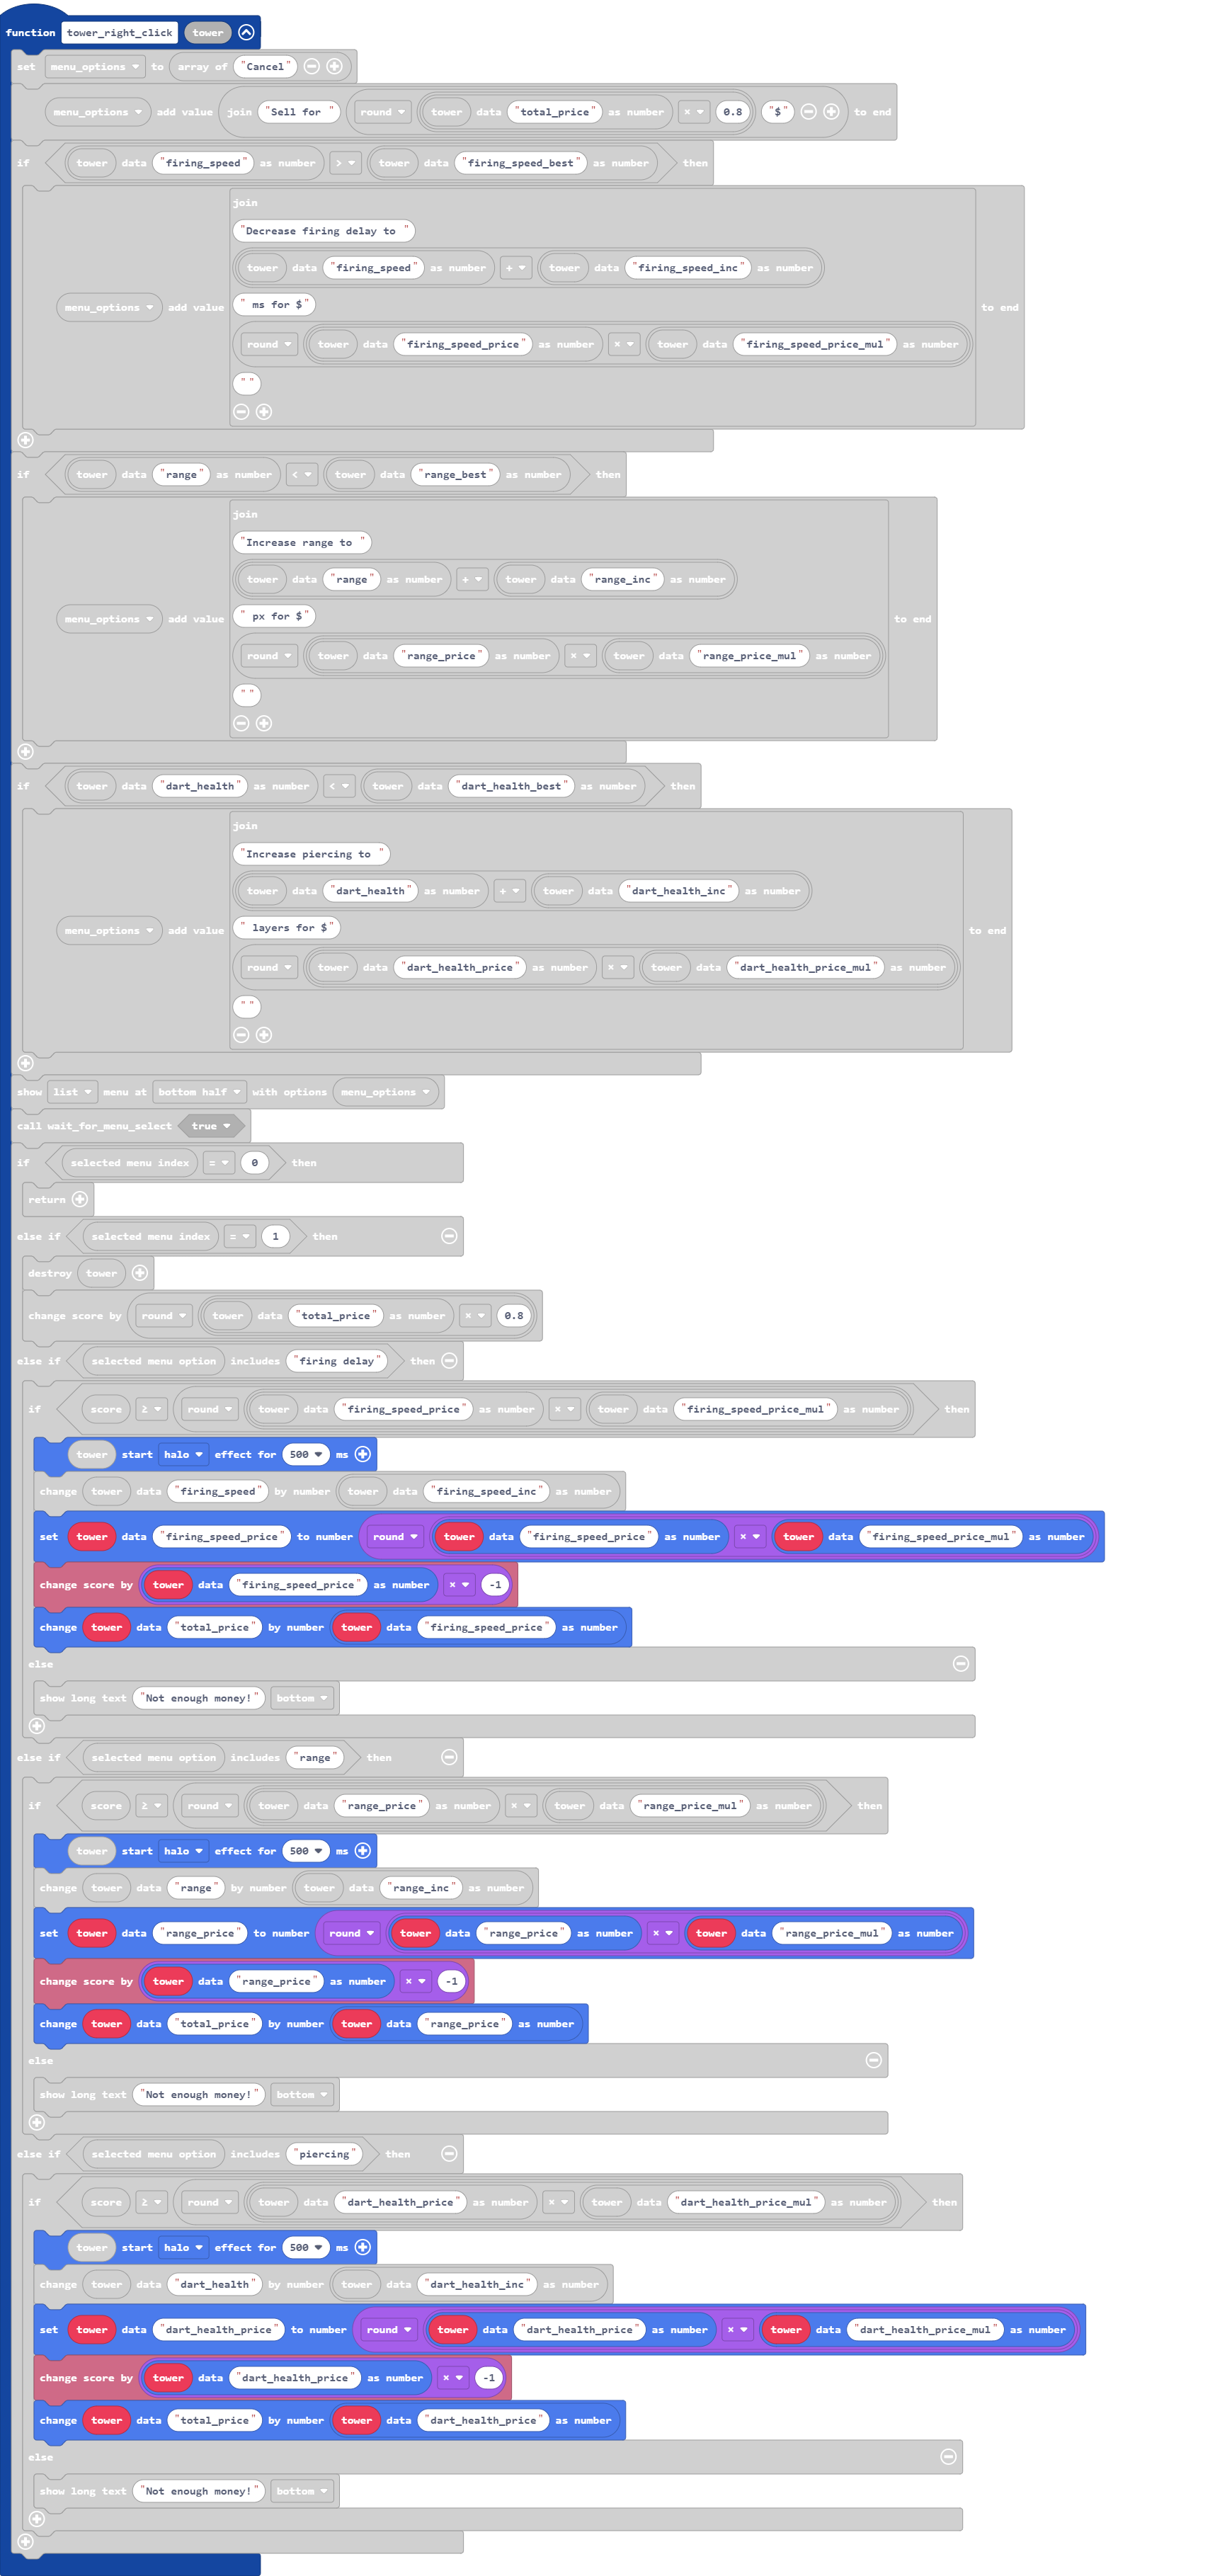 function tower_right_click tower
set menu_options to array of "Cancel"
menu_options add value join "Sell for " round tower data "total_price" as number × 0.8 "$" to end
if tower data "firing_speed" as number > tower data "firing_speed_best" as number then
join
"Decrease firing delay to "
tower data "firing_speed" as number + tower data "firing_speed_inc" as number
" ms for $"
menu_options add value to end
round tower data "firing_speed_price" as number × tower data "firing_speed_price_mul" as number
" "
if tower data "range" as number < tower data "range_best" as number then
join
"Increase range to "
tower data "range" as number + tower data "range_inc" as number
" px for $"
menu_options add value to end
round tower data "range_price" as number × tower data "range_price_mul" as number
" "
if tower data "dart_health" as number < tower data "dart_health_best" as number then
join
"Increase piercing to "
tower data "dart_health" as number + tower data "dart_health_inc" as number
" layers for $"
menu_options add value to end
round tower data "dart_health_price" as number × tower data "dart_health_price_mul" as number
" "
show list menu at bottom half with options menu_options
call wait_for_menu_select true
if selected menu index = 0 then
return
else if selected menu index = 1 then
destroy tower
change score by round tower data "total_price" as number × 0.8
else if selected menu option includes "firing delay" then
if score ≥ round tower data "firing_speed_price" as number × tower data "firing_speed_price_mul" as number then
tower start halo effect for 500 ms
change tower data "firing_speed" by number tower data "firing_speed_inc" as number
set tower data "firing_speed_price" to number round tower data "firing_speed_price" as number × tower data "firing_speed_price_mul" as number
change score by tower data "firing_speed_price" as number × -1
change tower data "total_price" by number tower data "firing_speed_price" as number
else
show long text "Not enough money!" bottom
else if selected menu option includes "range" then
if score ≥ round tower data "range_price" as number × tower data "range_price_mul" as number then
tower start halo effect for 500 ms
change tower data "range" by number tower data "range_inc" as number
set tower data "range_price" to number round tower data "range_price" as number × tower data "range_price_mul" as number
change score by tower data "range_price" as number × -1
change tower data "total_price" by number tower data "range_price" as number
else
show long text "Not enough money!" bottom
else if selected menu option includes "piercing" then
if score ≥ round tower data "dart_health_price" as number × tower data "dart_health_price_mul" as number then
tower start halo effect for 500 ms
change tower data "dart_health" by number tower data "dart_health_inc" as number
set tower data "dart_health_price" to number round tower data "dart_health_price" as number × tower data "dart_health_price_mul" as number
change score by tower data "dart_health_price" as number × -1
change tower data "total_price" by number tower data "dart_health_price" as number
else
show long text "Not enough money!" bottom